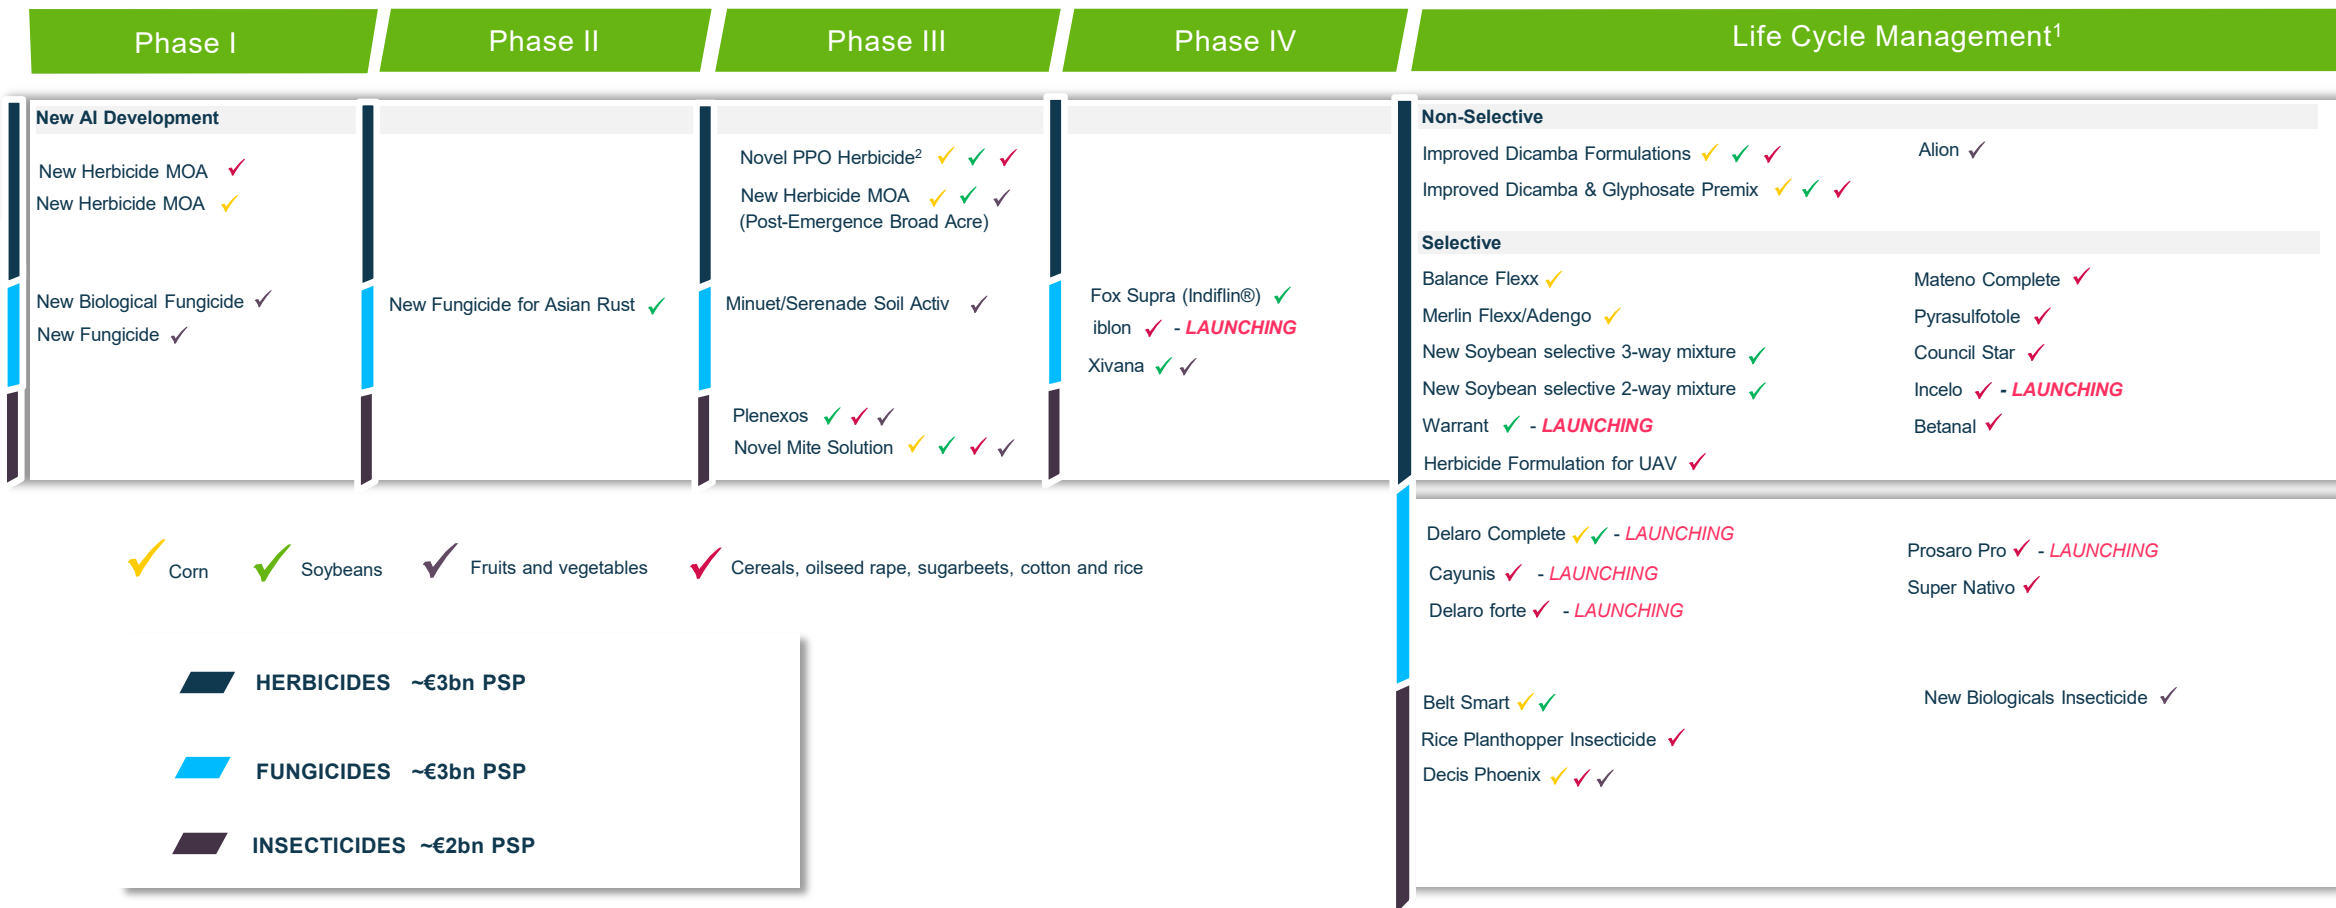 Phase I
Phase II
Phase III
Phase IV
Life Cycle Management¹
New AI Development
New Herbicide MOA
New Herbicide MOA
New Biological Fungicide
New Fungicide
New Fungicide for Asian Rust
Novel PPO Herbicide²
New Herbicide MOA
(Post-Emergence Broad Acre)
Minuet/Serenade Soil Activ
Plenexos
Novel Mite Solution
Fox Supra (Indiflin®)
iblon - LAUNCHING
Xivana
Non-Selective
Improved Dicamba Formulations
Alion
Improved Dicamba & Glyphosate Premix
Selective
Balance Flexx
Merlin Flexx/Adengo
New Soybean selective 3-way mixture
New Soybean selective 2-way mixture
Warrant - LAUNCHING
Herbicide Formulation for UAV
Mateno Complete
Pyrasulfotole
Council Star
Incelo - LAUNCHING
Betanal
Delaro Complete - LAUNCHING
Cayunis - LAUNCHING
Delaro forte - LAUNCHING
Prosaro Pro - LAUNCHING
Super Nativo
Belt Smart
Rice Planthopper Insecticide
Decis Phoenix
New Biologicals Insecticide
Corn
Soybeans
Fruits and vegetables
Cereals, oilseed rape, sugarbeets, cotton and rice
HERBICIDES ~€3bn PSP
FUNGICIDES ~€3bn PSP
INSECTICIDES ~€2bn PSP